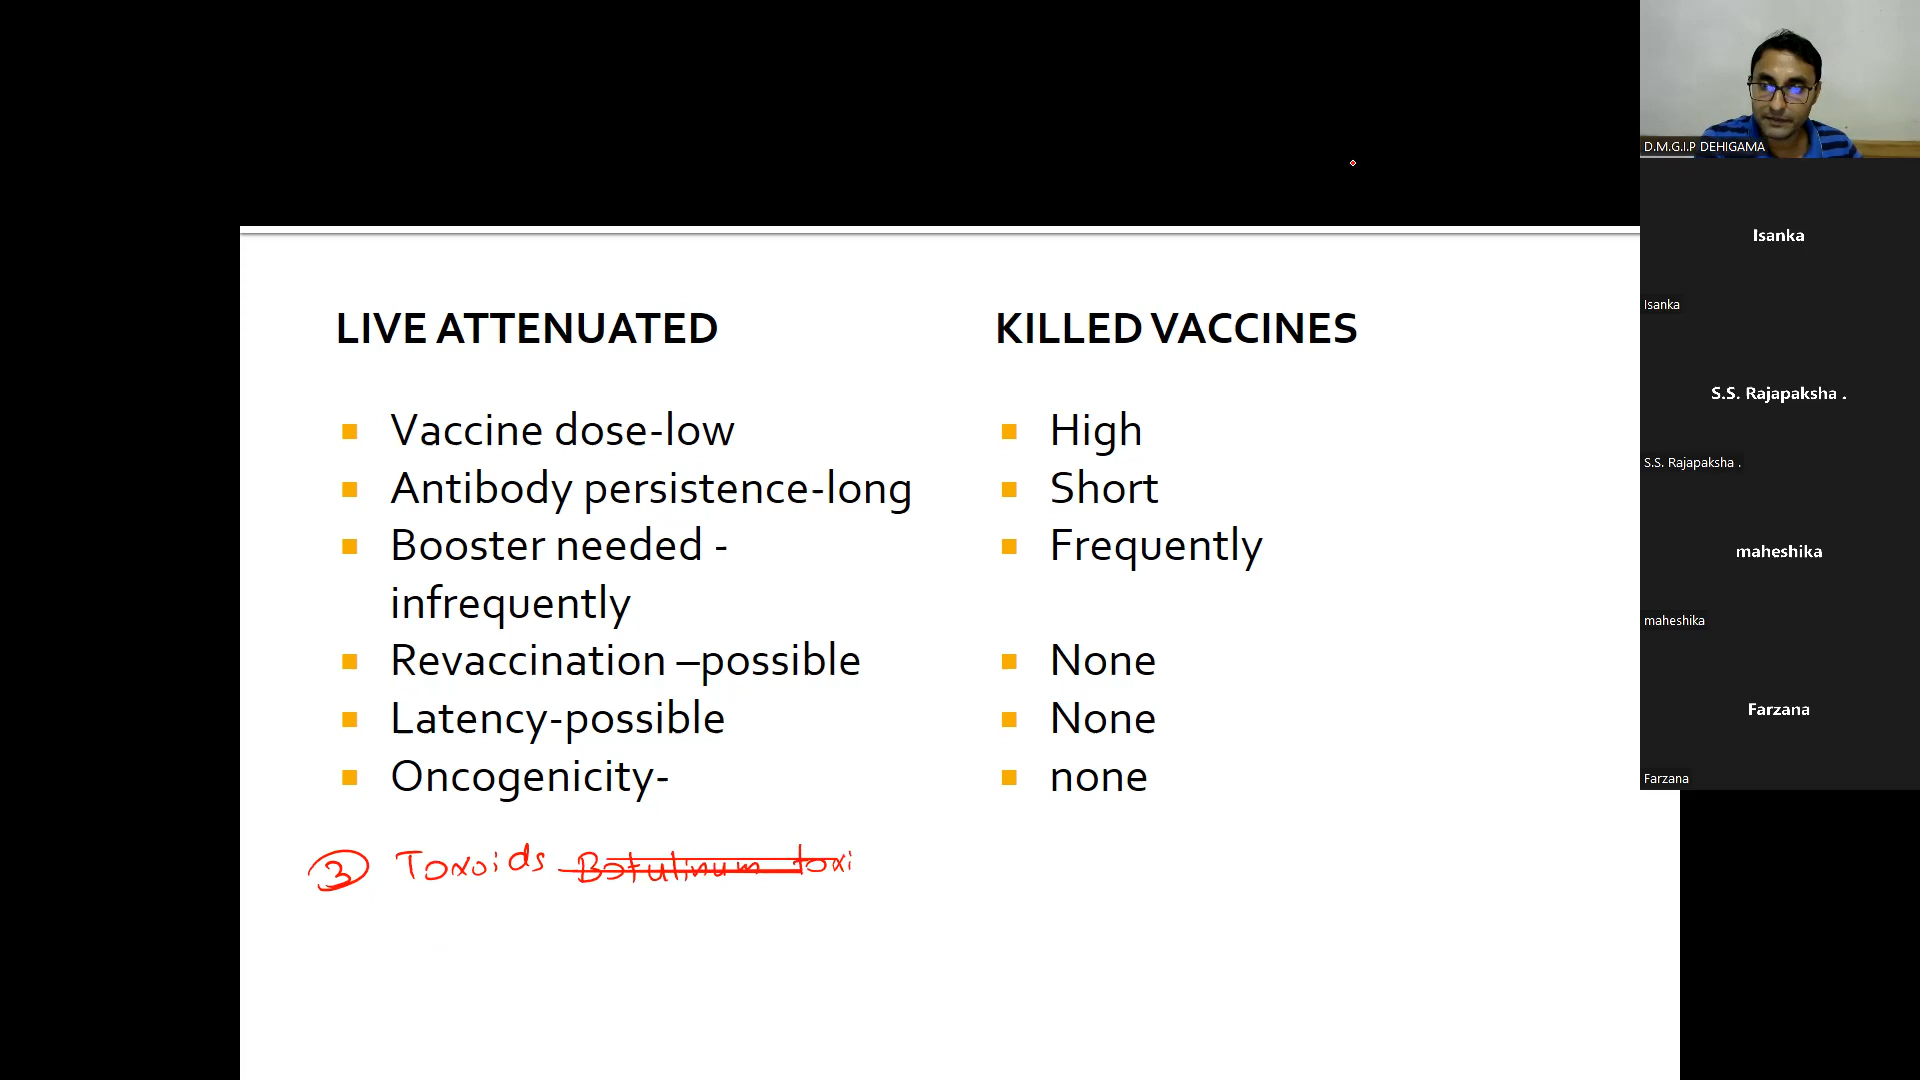 LIVE ATTENUATED
Vaccine dose-low
Antibody persistence-long
Booster needed -
infrequently
Revaccination –possible
Latency-possible
Oncogenicity-
KILLED VACCINES
High
Short
Frequently
None
None
none
3 Toxoids Botulinum toxi
D.M.G.I.P DEHIGAMA
Isanka
Isanka
S.S. Rajapaksha .
S.S. Rajapaksha .
maheshika
maheshika
Farzana
Farzana